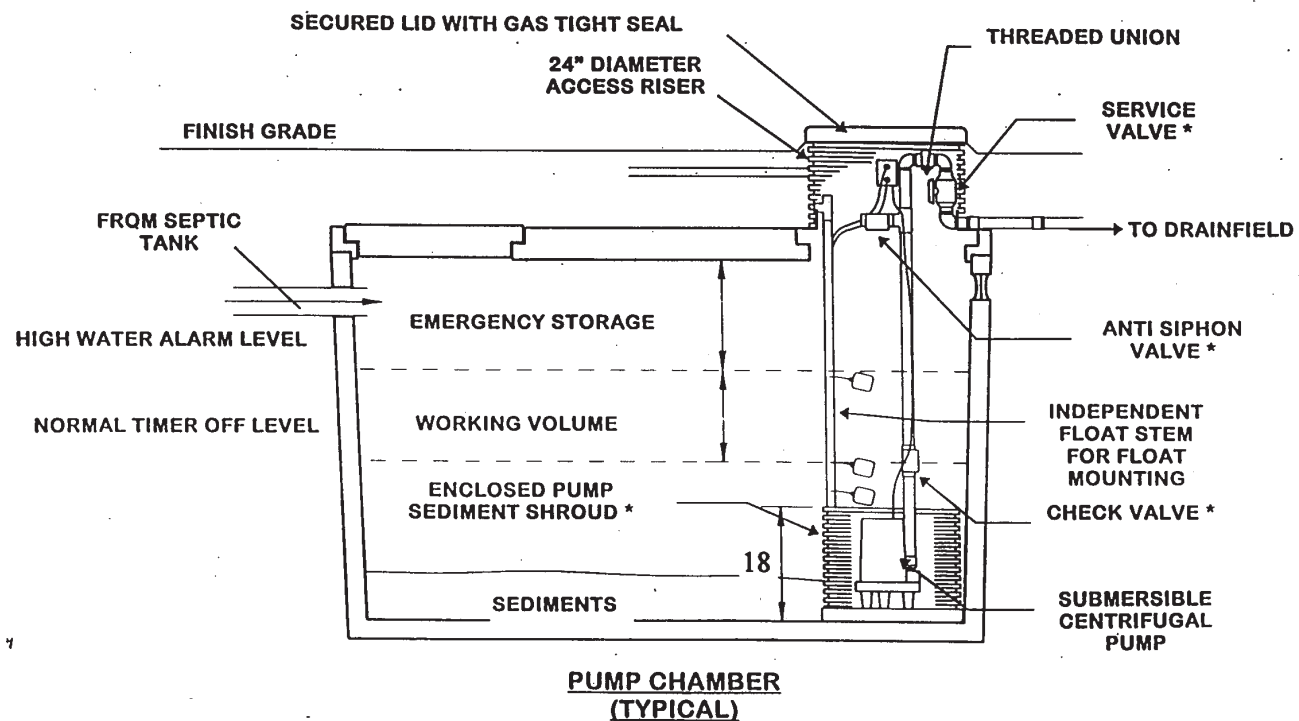 SECURED LID WITH GAS TIGHT SEAL
THREADED UNION
24" DIAMETER
ACCESS RISER
SERVICE
VALVE *
FINISH GRADE
FROM SEPTIC
TANK
TO DRAINFIELD
EMERGENCY STORAGE
HIGH WATER ALARM LEVEL
ANTI SIPHON
VALVE *
NORMAL TIMER OFF LEVEL
WORKING VOLUME
INDEPENDENT
FLOAT STEM
FOR FLOAT
MOUNTING
ENCLOSED PUMP
SEDIMENT SHROUD *
CHECK VALVE *
18
SEDIMENTS
SUBMERSIBLE
CENTRIFUGAL
PUMP
PUMP CHAMBER
(TYPICAL)